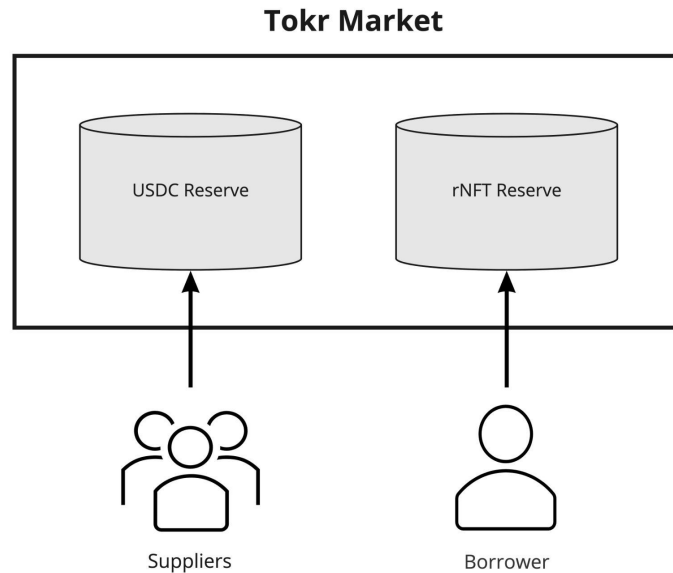 Tokr Market
USDC Reserve
rNFT Reserve
Suppliers
Borrower